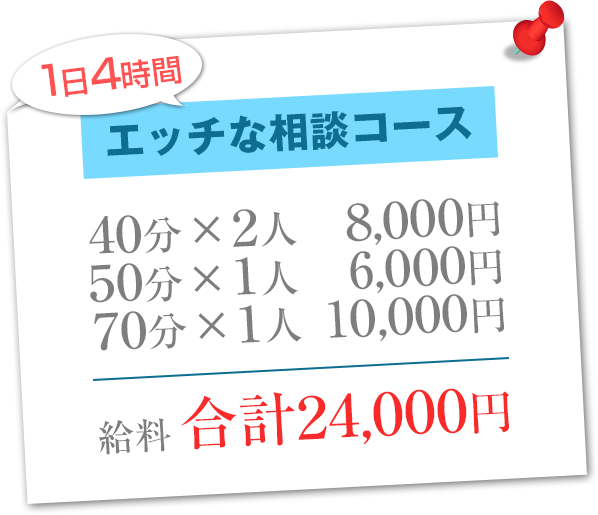 1日4時間
エッチな相談コース
40分×2人 8,000円
50分×1人 6,000円
70分×1人 10,000円
給料 合計24,000円